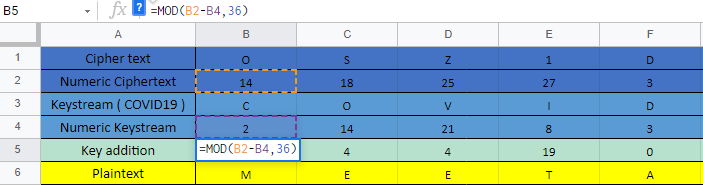 B5 fx ? =MOD(B2-B4,36)
A B C D E F
1 Cipher text O S Z 1 D
2 Numeric Ciphertext 14 18 25 27 3
3 Keystream ( COVID19 ) C O V I D
4 Numeric Keystream 2 14 21 8 3
5 Key addition =MOD(B2-B4,36) 4 4 19 0
6 Plaintext M E E T A